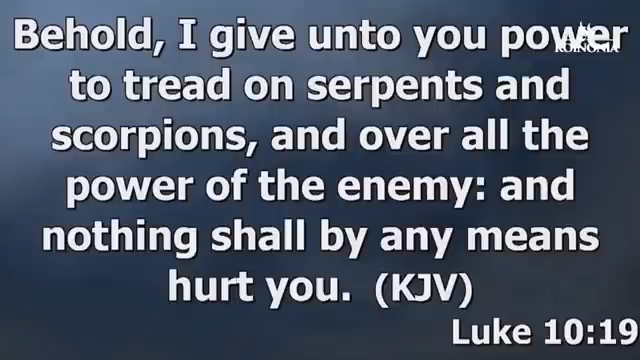 Behold, I give unto you power
to tread on serpents and
scorpions, and over all the
power of the enemy: and
nothing shall by any means
hurt you. (KJV)
Luke 10:19
KOINONIA